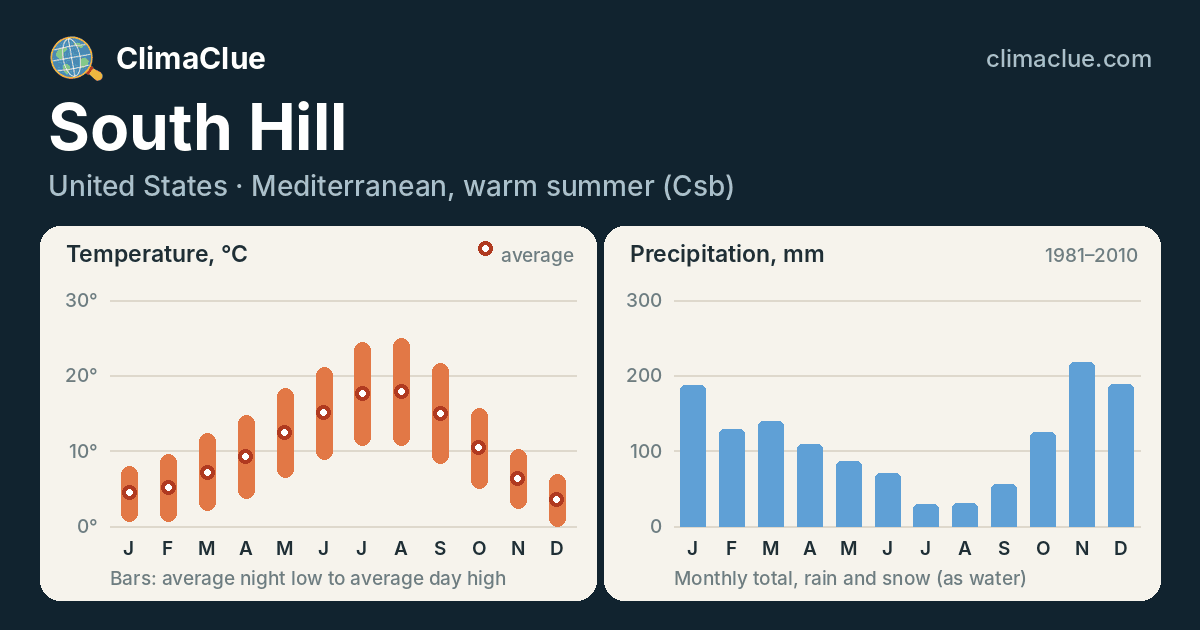 ClimaClue
climaclue.com
South Hill
United States · Mediterranean, warm summer (Csb)
Temperature, °C
average
30°
20°
10°
0°
J F M A M J J A S O N D
Bars: average night low to average day high
Precipitation, mm
1981–2010
300
200
100
0
J F M A M J J A S O N D
Monthly total, rain and snow (as water)